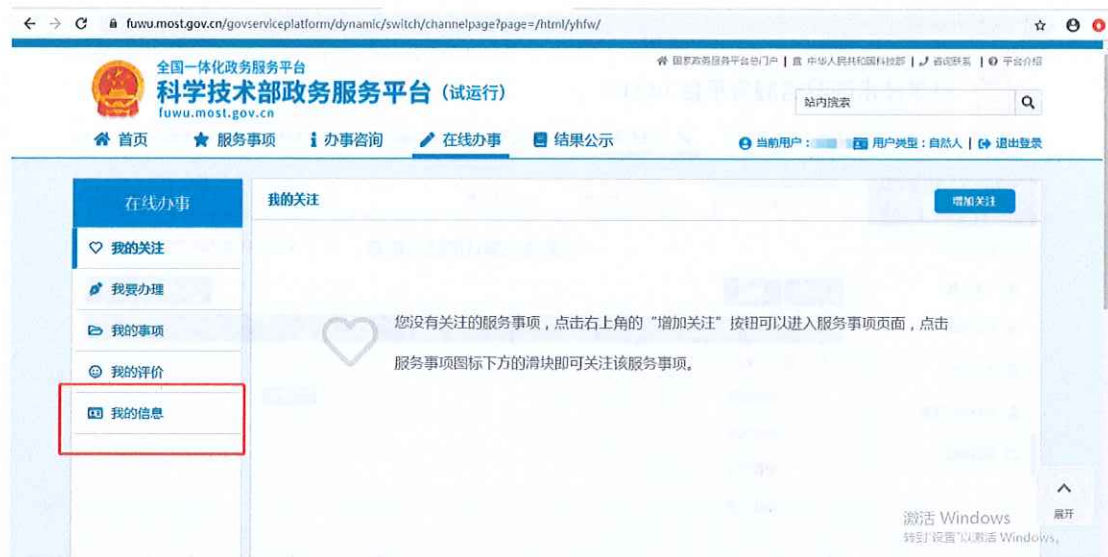 fuwu.most.gov.cn/govserviceplatform/dynamic/switch/channelpage?page=/html/yhfw/
国家政务服务平台总门户 | 中华人民共和国科技部 | 咨询联系 | 平台介绍
全国一体化政务服务平台
科学技术部政务服务平台（试运行）
fuwu.most.gov.cn
站内搜索
首页 服务事项 办事咨询 在线办事 结果公示
当前用户： 用户类型：自然人 | 退出登录
在线办事
我的关注
我要办理
我的事项
我的评价
我的信息
我的关注
增加关注
您没有关注的服务事项，点击右上角的“增加关注”按钮可以进入服务事项页面，点击
服务事项图标下方的滑块即可关注该服务事项。
展开
激活 Windows
转到"设置"以激活 Windows。